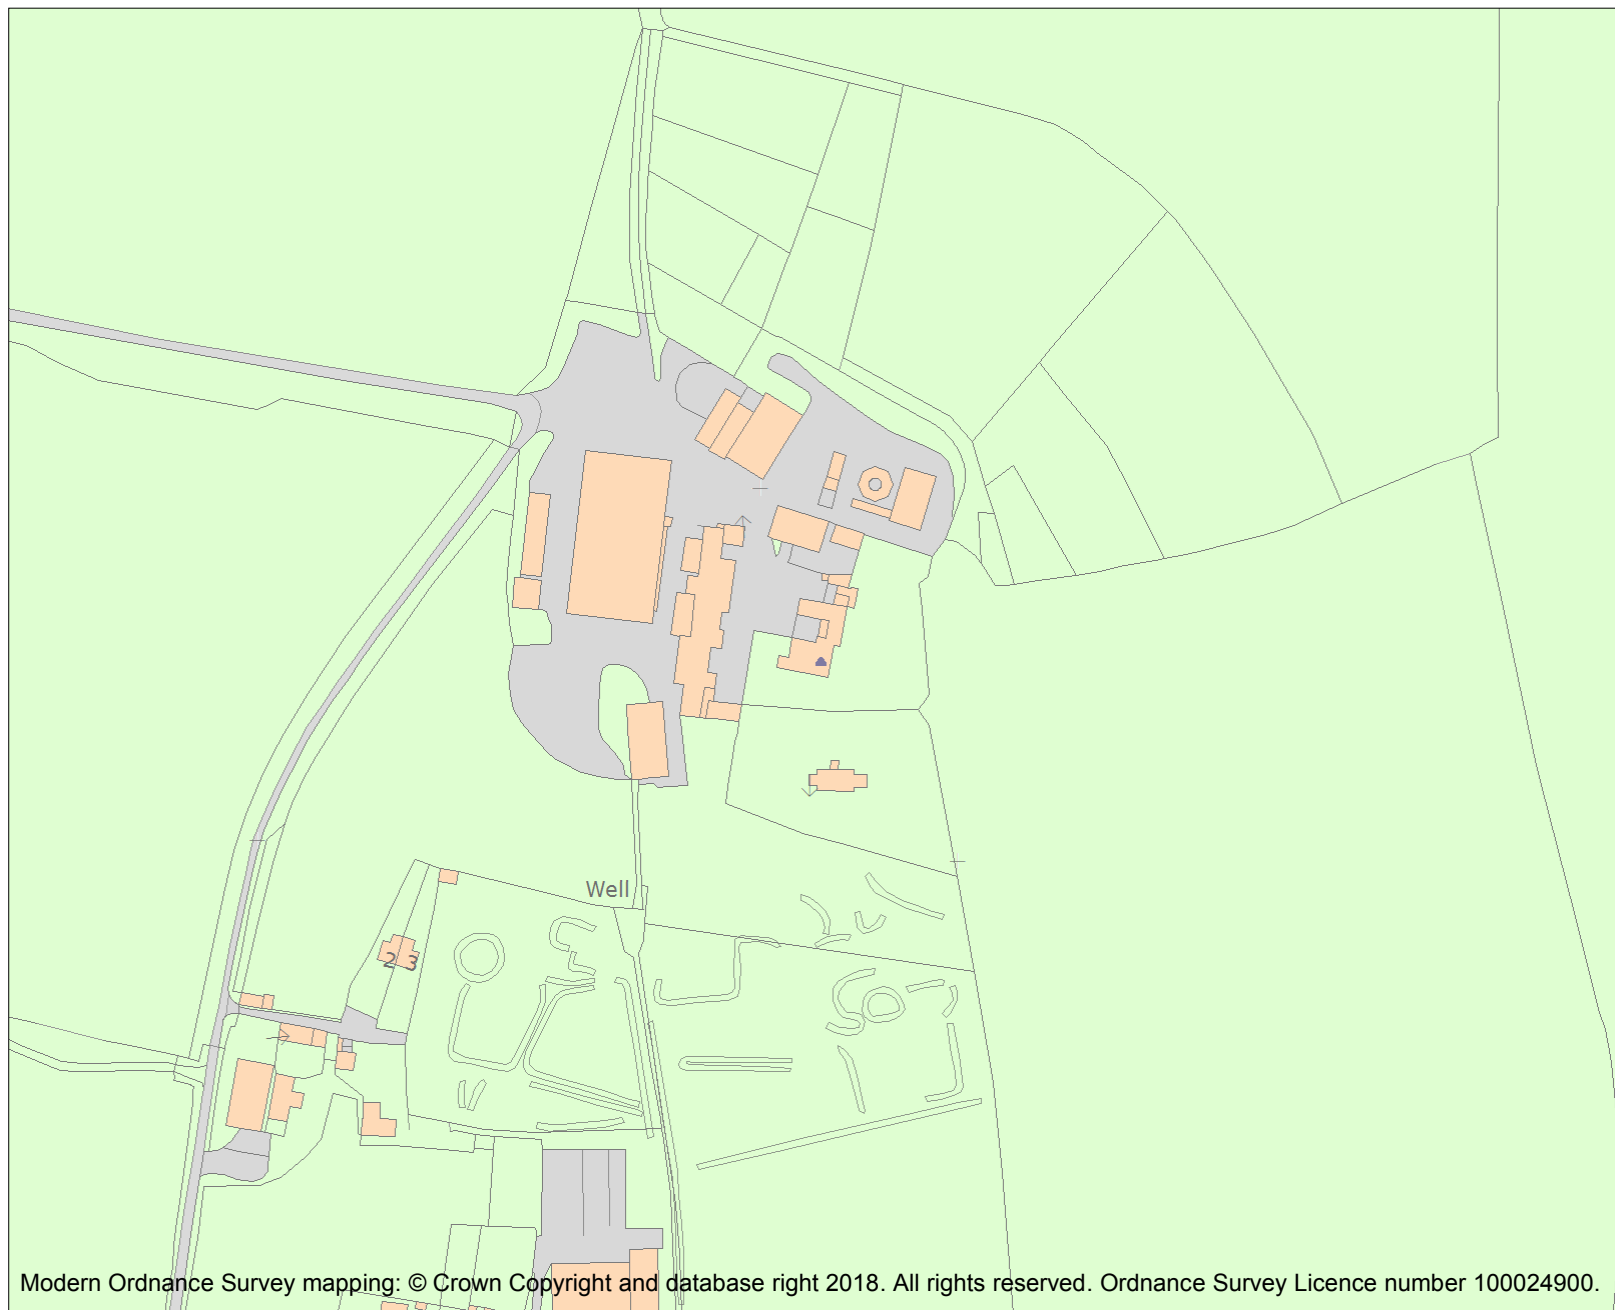 Well
2 3
Modern Ordnance Survey mapping: © Crown Copyright and database right 2018. All rights reserved. Ordnance Survey Licence number 100024900.